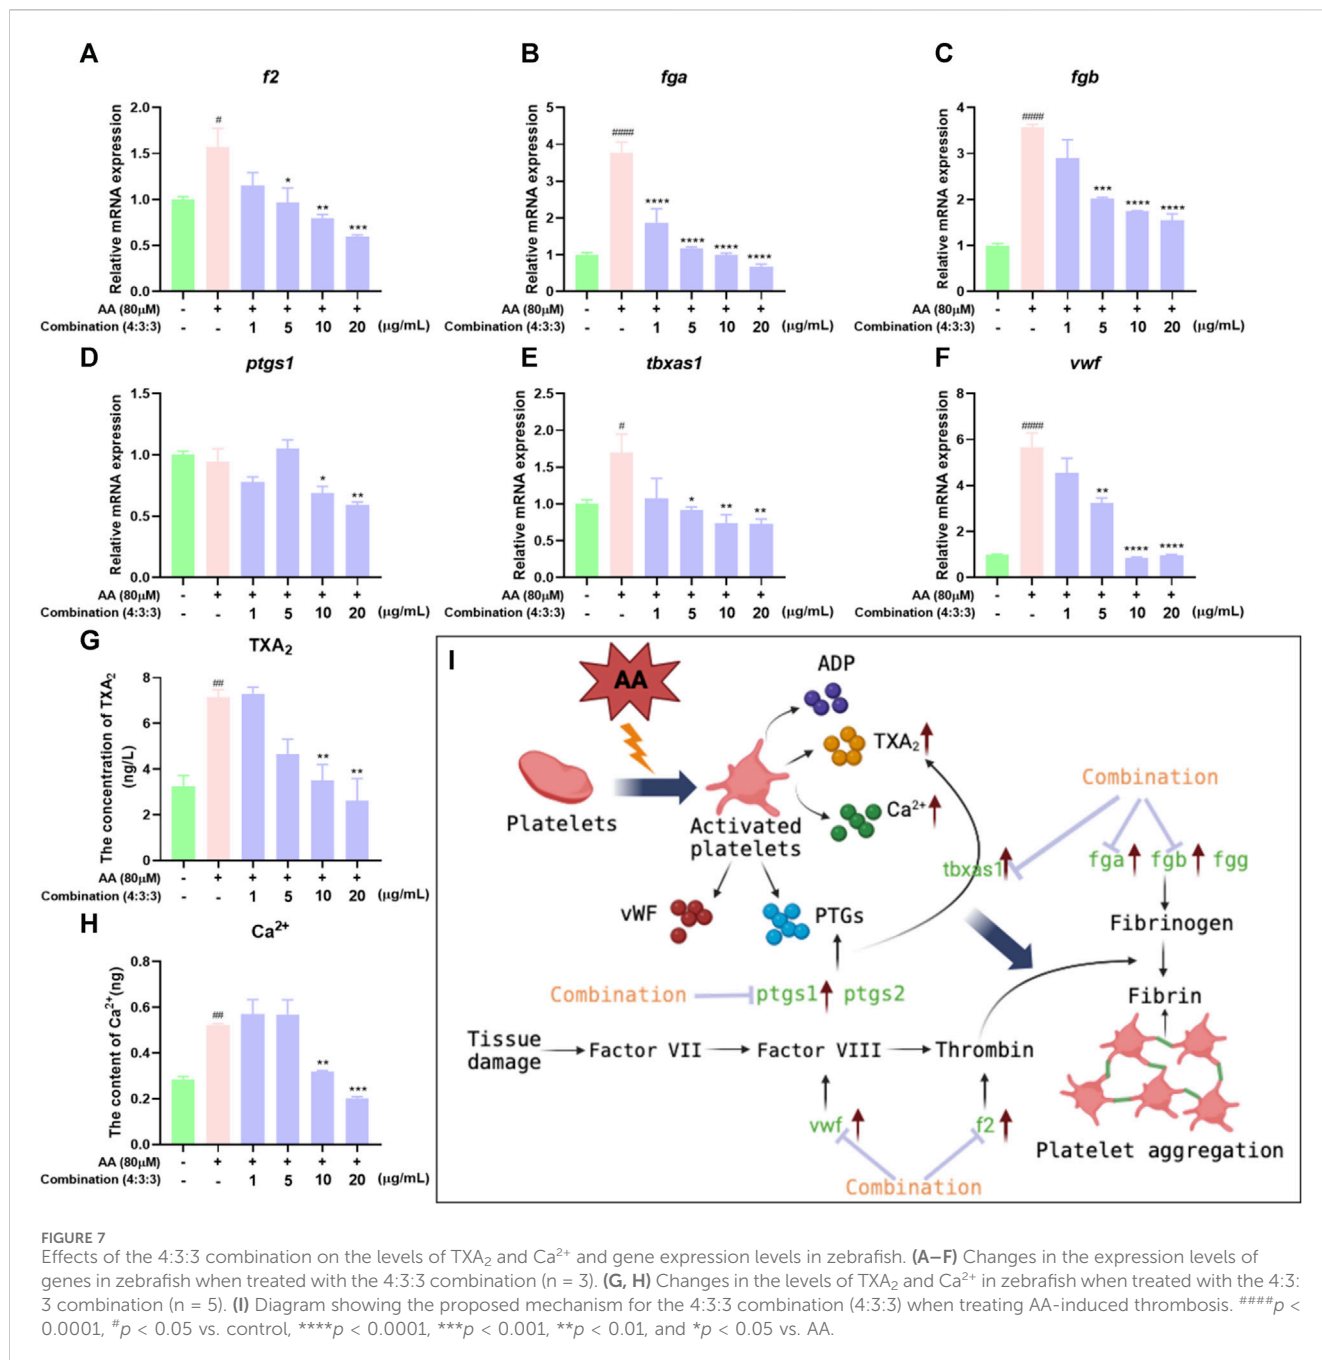 A
f2
Relative mRNA expression
2.0
1.5
1.0
0.5
0.0
#
*
**
***
AA (80μM) - + + + + +
Combination (4:3:3) - - 1 5 10 20 (μg/mL)
B
fga
Relative mRNA expression
5
4
3
2
1
0
####
****
****
****
****
AA (80μM) - + + + + +
Combination (4:3:3) - - 1 5 10 20 (μg/mL)
C
fgb
Relative mRNA expression
4
3
2
1
0
####
***
****
****
AA (80μM) - + + + + +
Combination (4:3:3) - - 1 5 10 20 (μg/mL)
D
ptgs1
Relative mRNA expression
1.5
1.0
0.5
0.0
*
**
AA (80μM) - + + + + +
Combination (4:3:3) - - 1 5 10 20 (μg/mL)
E
tbxas1
Relative mRNA expression
2.5
2.0
1.5
1.0
0.5
0.0
#
*
**
**
AA (80μM) - + + + + +
Combination (4:3:3) - - 1 5 10 20 (μg/mL)
F
vwf
Relative mRNA expression
8
6
4
2
0
####
**
****
****
AA (80μM) - + + + + +
Combination (4:3:3) - - 1 5 10 20 (μg/mL)
G
TXA₂
The concentration of TXA₂
(ng/L)
8
6
4
2
0
##
**
**
AA (80μM) - + + + + +
Combination (4:3:3) - - 1 5 10 20 (μg/mL)
H
Ca²⁺
The content of Ca²⁺(ng)
0.8
0.6
0.4
0.2
0.0
##
**
***
AA (80μM) - + + + + +
Combination (4:3:3) - - 1 5 10 20 (μg/mL)
I
AA
ADP
TXA₂
Ca²⁺
Platelets
Activated
platelets
vWF
PTGs
Combination
tbxas1
fga fgb fgg
Fibrinogen
Fibrin
Combination
ptgs1 ptgs2
Tissue
damage
Factor VII
Factor VIII
Thrombin
vwf
f2
Combination
Platelet aggregation
FIGURE 7
Effects of the 4:3:3 combination on the levels of TXA₂ and Ca²⁺ and gene expression levels in zebrafish. (A–F) Changes in the expression levels of
genes in zebrafish when treated with the 4:3:3 combination (n = 3). (G, H) Changes in the levels of TXA₂ and Ca²⁺ in zebrafish when treated with the 4:3:
3 combination (n = 5). (I) Diagram showing the proposed mechanism for the 4:3:3 combination (4:3:3) when treating AA-induced thrombosis. ####p <
0.0001, #p < 0.05 vs. control, ****p < 0.0001, ***p < 0.001, **p < 0.01, and *p < 0.05 vs. AA.